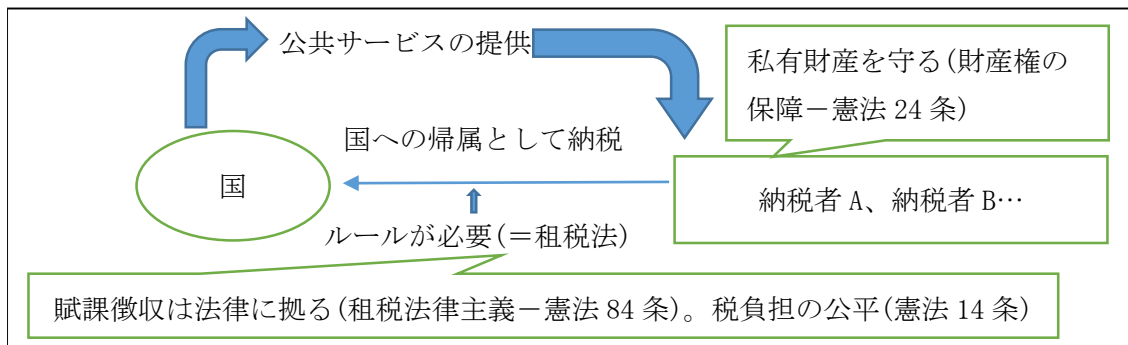 公共サービスの提供
私有財産を守る(財産権の
保障－憲法 24 条)
国への帰属として納税
国
納税者 A、納税者 B…
ルールが必要(＝租税法)
賦課徴収は法律に拠る(租税法律主義－憲法 84 条)。税負担の公平(憲法 14 条)